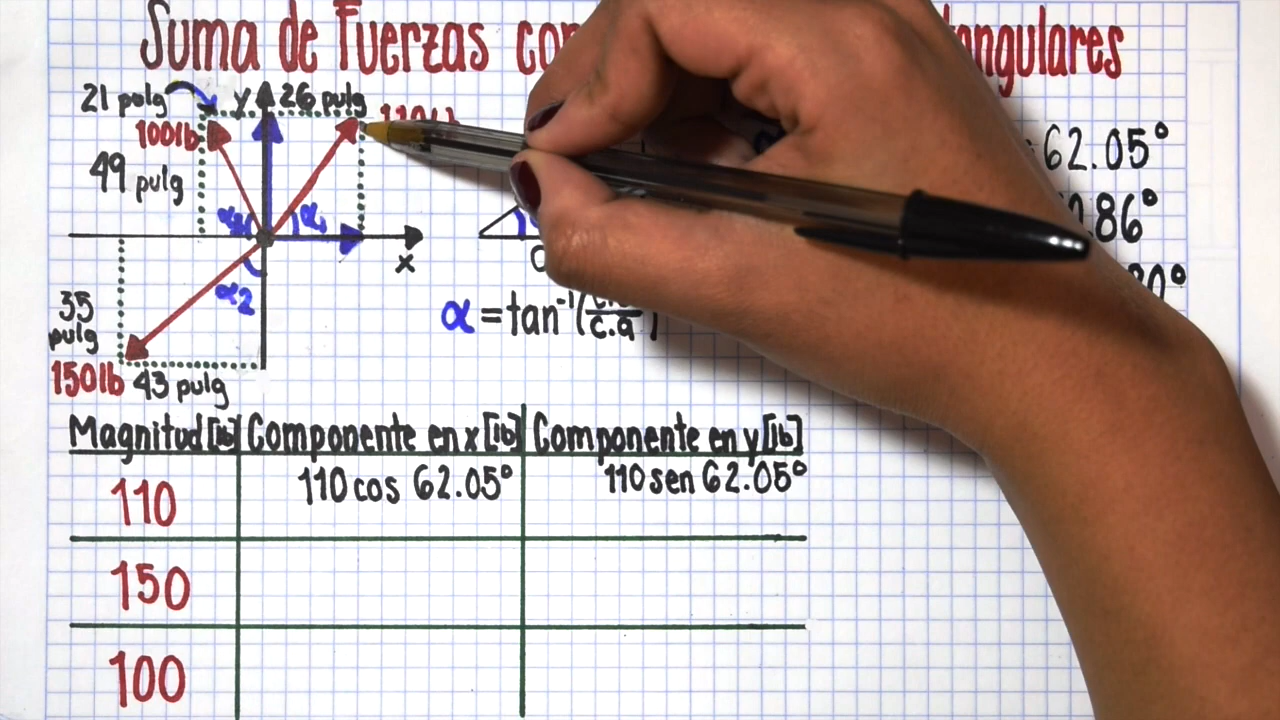 Suma de Fuerzas
21 pulg y 26 pulg
100lb
49 pulg
α1
x
α2
35
pulg
150lb 43 pulg
62.05°
86°
α = tan⁻¹(
c.a
Magnitud[lb] Componente en x[lb] Componente en y[lb]
110 110 cos 62.05° 110 sen 62.05°
150
100